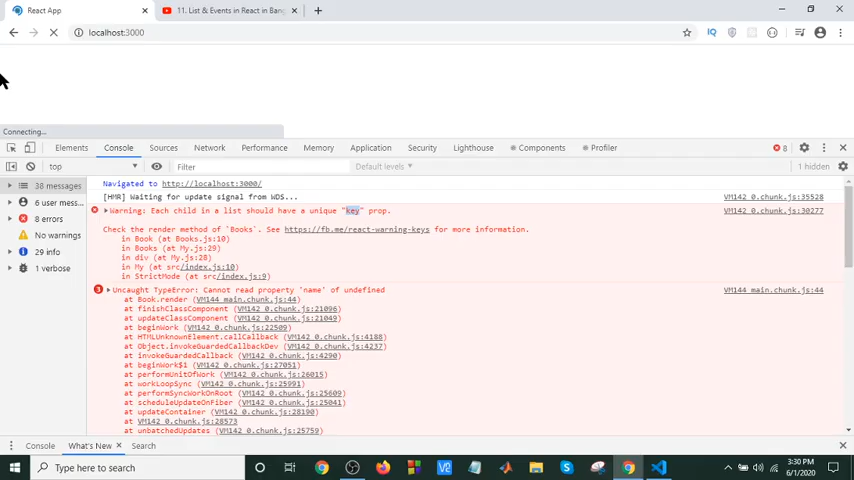 React App
11. List & Events in React in Bang
localhost:3000
IQ
Connecting...
Elements Console Sources Network Performance Memory Application Security Lighthouse Components Profiler 8
top Filter Default levels 1 hidden
38 messages
6 user mess...
8 errors
No warnings
29 info
1 verbose
Navigated to http://localhost:3000/
[HMR] Waiting for update signal from WDS... VM142 0.chunk.js:35528
Warning: Each child in a list should have a unique "key" prop. VM142 0.chunk.js:30277
Check the render method of `Books`. See https://fb.me/react-warning-keys for more information.
in Book (at Books.js:10)
in Books (at My.js:29)
in div (at My.js:28)
in My (at src/index.js:10)
in StrictMode (at src/index.js:9)
3 Uncaught TypeError: Cannot read property 'name' of undefined VM144 main.chunk.js:44
at Book.render (VM144 main.chunk.js:44)
at finishClassComponent (VM142 0.chunk.js:21096)
at updateClassComponent (VM142 0.chunk.js:21049)
at beginWork (VM142 0.chunk.js:22509)
at HTMLUnknownElement.callCallback (VM142 0.chunk.js:4188)
at Object.invokeGuardedCallbackDev (VM142 0.chunk.js:4237)
at invokeGuardedCallback (VM142 0.chunk.js:4290)
at beginWork$1 (VM142 0.chunk.js:27051)
at performUnitOfWork (VM142 0.chunk.js:26015)
at workLoopSync (VM142 0.chunk.js:25991)
at performSyncWorkOnRoot (VM142 0.chunk.js:25609)
at scheduleUpdateOnFiber (VM142 0.chunk.js:25041)
at updateContainer (VM142 0.chunk.js:28190)
at VM142 0.chunk.js:28573
at unbatchedUpdates (VM142 0.chunk.js:25759)
Console What's New Search
Type here to search
3:30 PM
6/1/2020